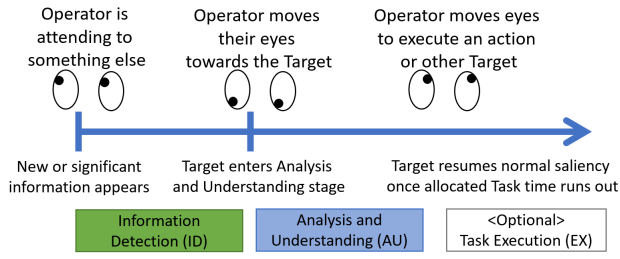 Operator is
attending to
something else
Operator moves
their eyes
towards the Target
Operator moves eyes
to execute an action
or other Target
New or significant
information appears
Target enters Analysis
and Understanding stage
Target resumes normal saliency
once allocated Task time runs out
Information
Detection (ID)
Analysis and
Understanding (AU)
<Optional>
Task Execution (EX)